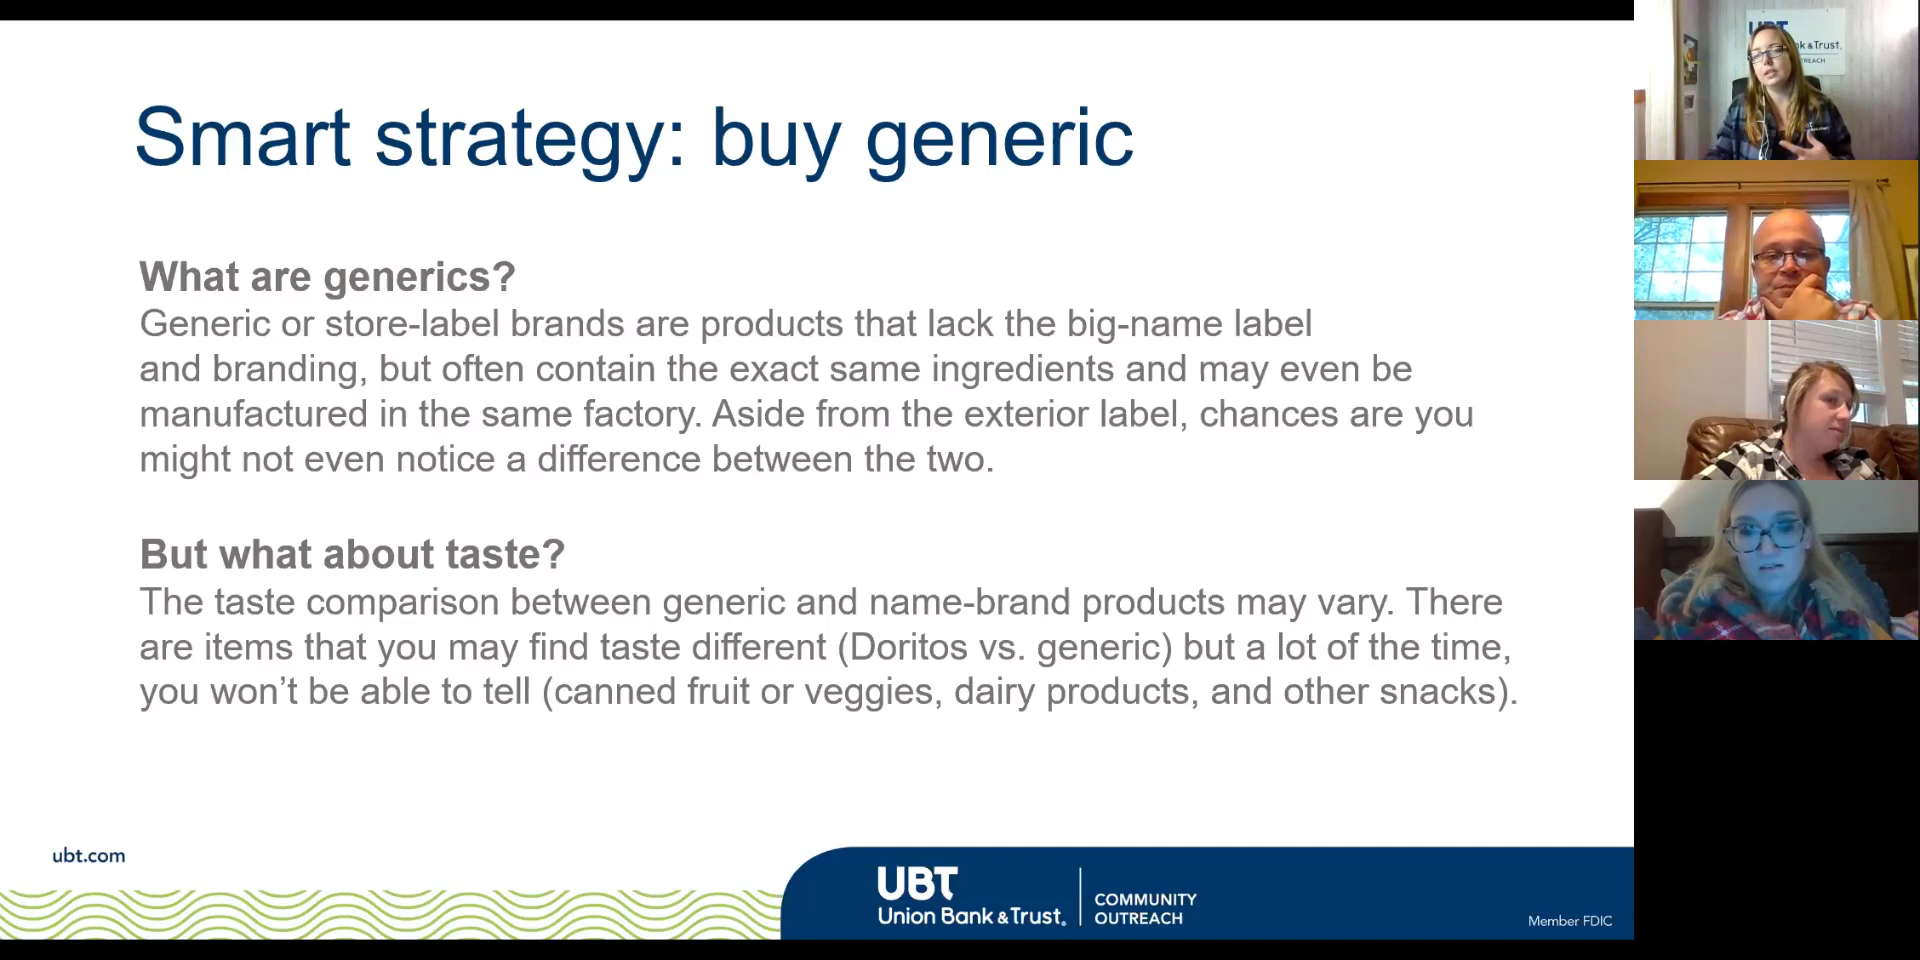 Smart strategy: buy generic
What are generics?
Generic or store-label brands are products that lack the big-name label
and branding, but often contain the exact same ingredients and may even be
manufactured in the same factory. Aside from the exterior label, chances are you
might not even notice a difference between the two.
But what about taste?
The taste comparison between generic and name-brand products may vary. There
are items that you may find taste different (Doritos vs. generic) but a lot of the time,
you won’t be able to tell (canned fruit or veggies, dairy products, and other snacks).
ubt.com
UBT
Union Bank & Trust.
COMMUNITY
OUTREACH
Member FDIC
UBT
& Trust.